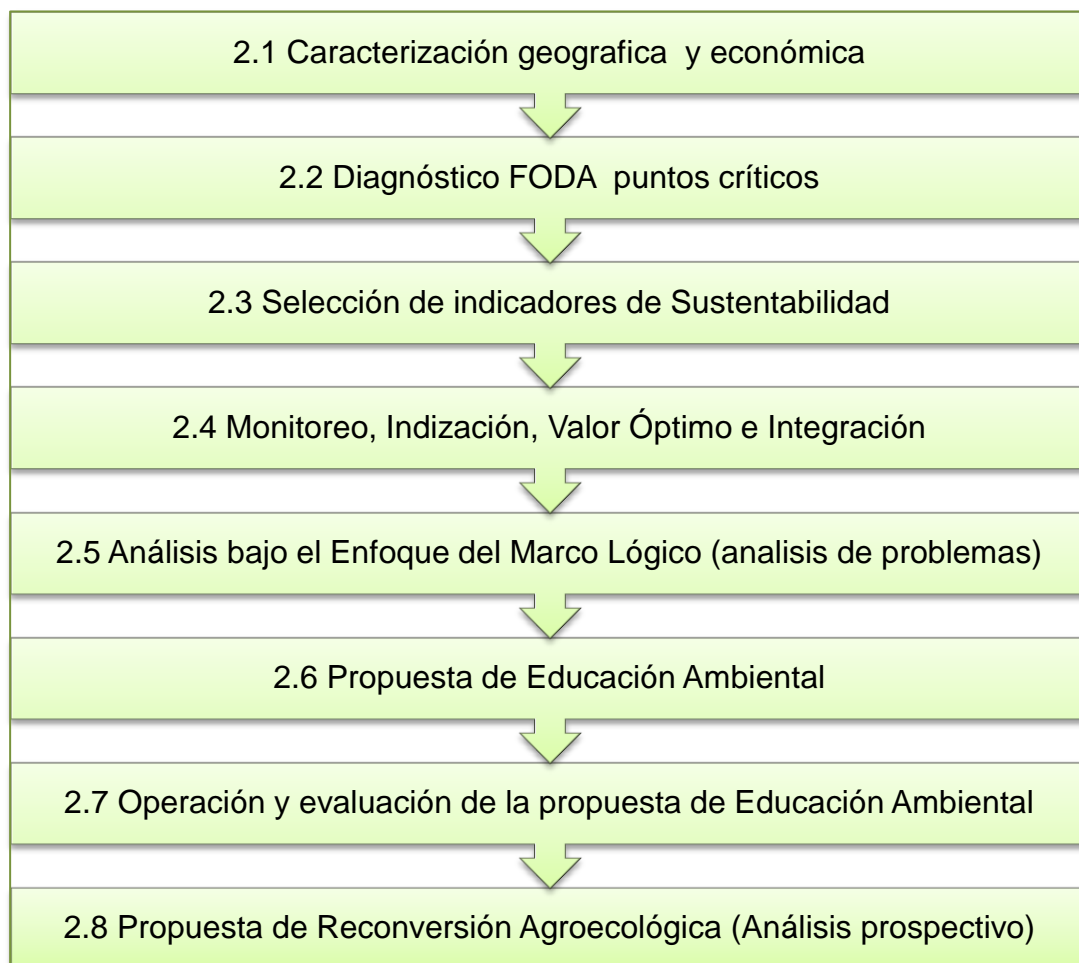 2.1 Caracterización geografica y económica
2.2 Diagnóstico FODA puntos críticos
2.3 Selección de indicadores de Sustentabilidad
2.4 Monitoreo, Indización, Valor Óptimo e Integración
2.5 Análisis bajo el Enfoque del Marco Lógico (analisis de problemas)
2.6 Propuesta de Educación Ambiental
2.7 Operación y evaluación de la propuesta de Educación Ambiental
2.8 Propuesta de Reconversión Agroecológica (Análisis prospectivo)